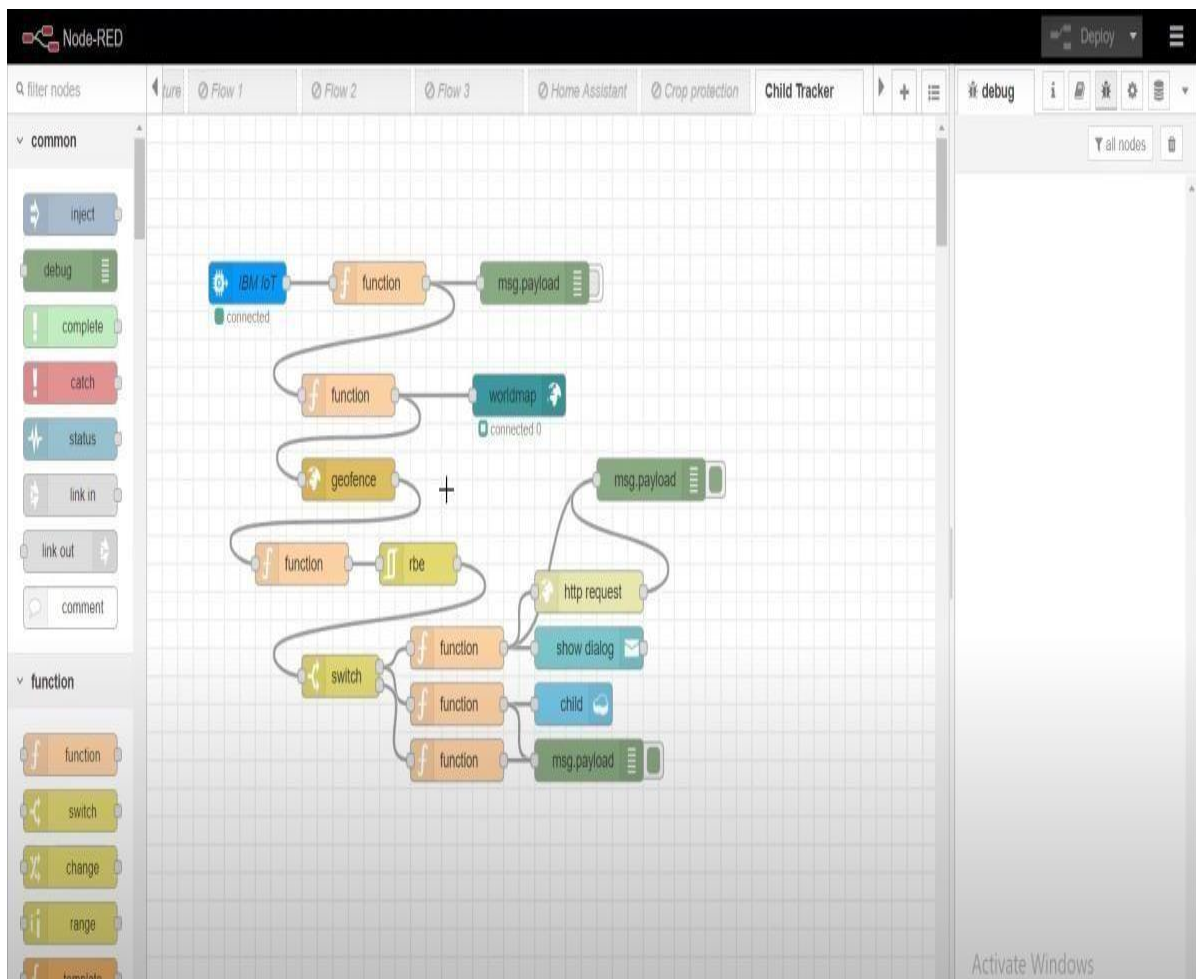 Node-RED
Deploy
filter nodes
ture
Flow 1
Flow 2
Flow 3
Home Assistant
Crop protection
Child Tracker
debug
all nodes
common
inject
debug
complete
catch
status
link in
link out
comment
function
function
switch
change
range
template
IBM IoT
function
msg.payload
connected
function
worldmap
connected 0
geofence
msg.payload
function
rbe
http request
function
show dialog
switch
function
child
function
msg.payload
Activate Windows